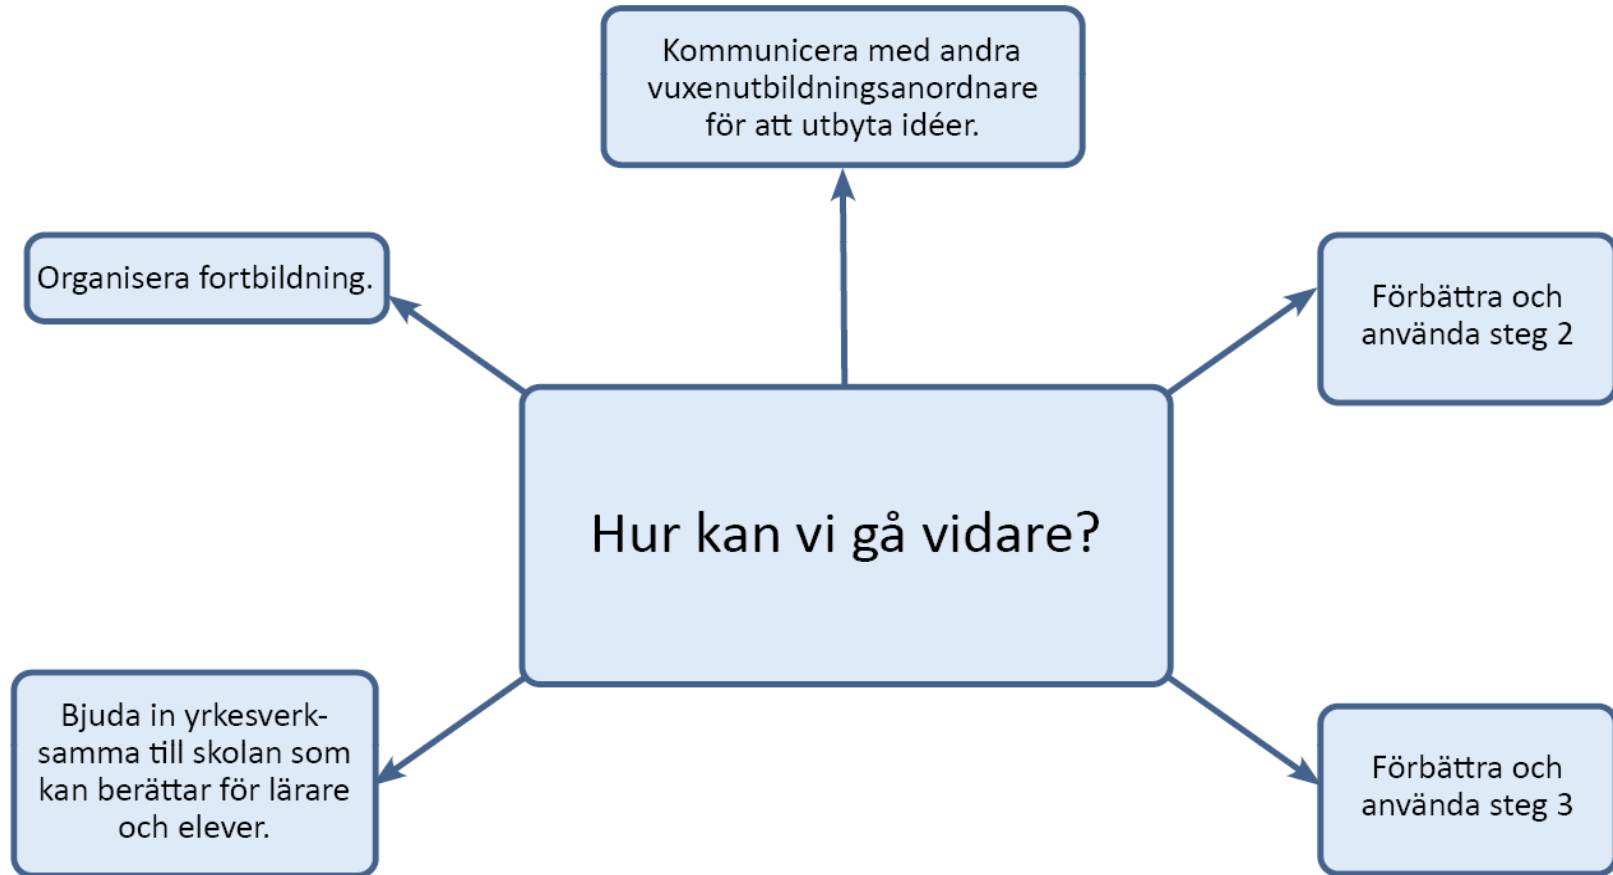 Kommunicera med andra
vuxenutbildningsanordnare
för att utbyta idéer.
Organisera fortbildning.
Förbättra och
använda steg 2
Hur kan vi gå vidare?
Bjuda in yrkesverk-
samma till skolan som
kan berättar för lärare
och elever.
Förbättra och
använda steg 3